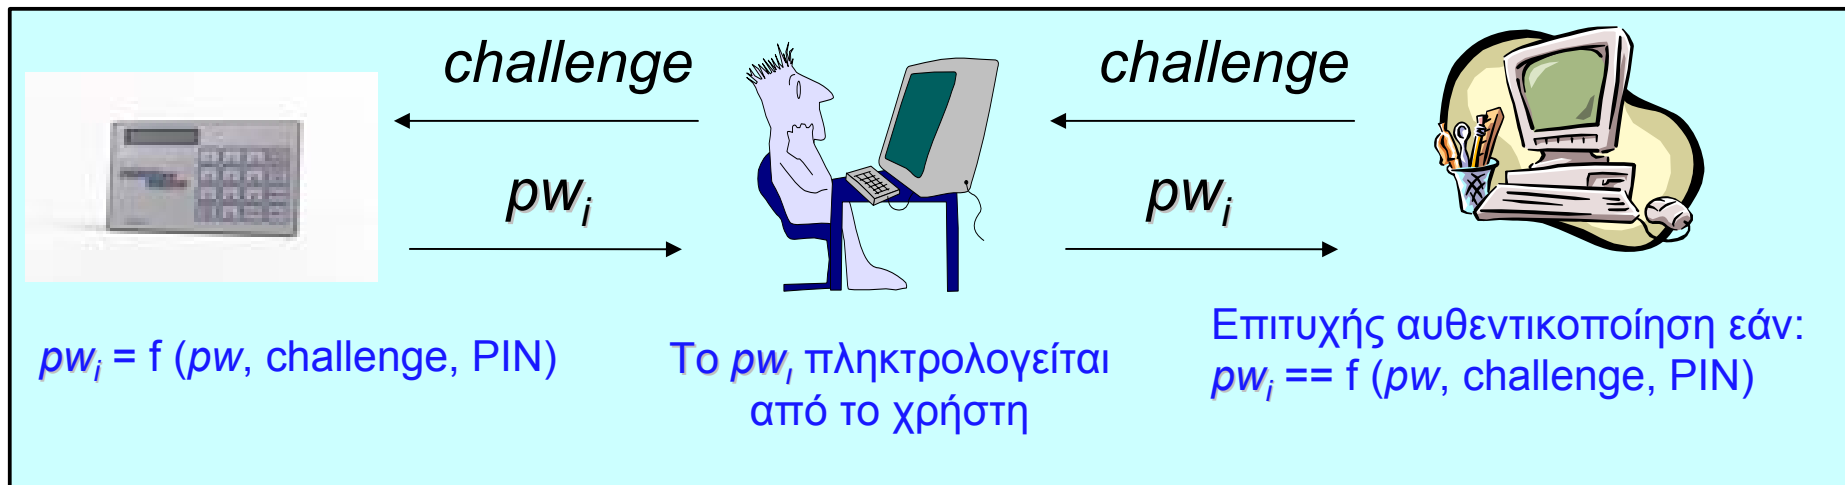 challenge
challenge
pwi
pwi
pwi = f (pw, challenge, PIN)
Το pwi πληκτρολογείται
από το χρήστη
Επιτυχής αυθεντικοποίηση εάν:
pwi == f (pw, challenge, PIN)